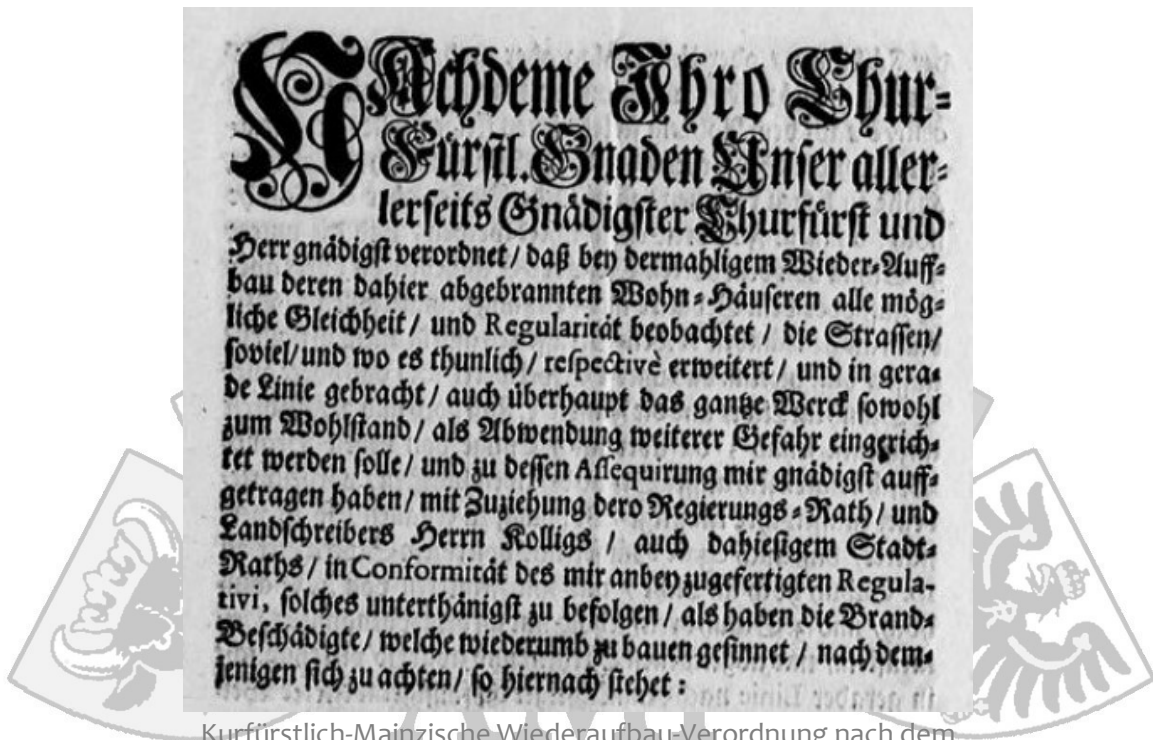 NAchdeme Ihro Chur-
Fürstl. Gnaden Unser aller-
lerseits Gnädigster Churfürst und
Herr gnädigst verordnet / daß bey dermahligem Wieder-Auff-
bau deren dahier abgebrannten Wohn-Häuseren alle mög-
liche Gleichheit / und Regularität beobachtet / die Strassen/
soviel/und wo es thunlich / respectivè erweitert / und in gera-
de Linie gebracht / auch überhaupt das gantze Werck sowohl
zum Wohlstand / als Abwendung weiterer Gefahr eingerich-
tet werden solle / und zu dessen Assequirung mir gnädigst auff-
getragen haben / mit Zuziehung dero Regierungs-Rath / und
Landschreibers Herrn Kolligs / auch dahiesigem Stadt-
Raths / in Conformität des mir anbey zugefertigten Regula-
tivi, solches unterthänigst zu befolgen / als haben die Brand-
Beschädigte / welche wiederumb zu bauen gesinnet / nach dem-
jenigen sich zu achten / so hiernach stehet :
Kurfürstlich-Mainzische Wiederaufbau-Verordnung nach dem